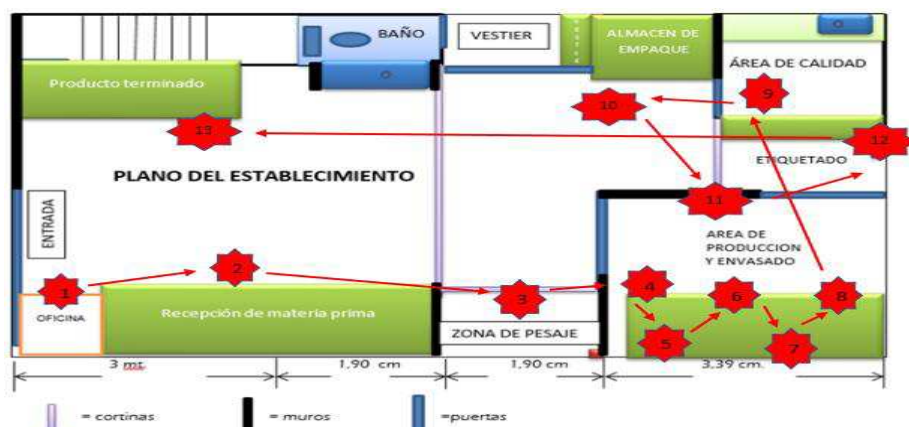 BAÑO
VESTIER
ALMACEN DE
EMPAQUE
ÁREA DE CALIDAD
Producto terminado
9
10
13
12
ETIQUETADO
PLANO DEL ESTABLECIMIENTO
11
ENTRADA
AREA DE
PRODUCCION
Y ENVASADO
1
2
3
4
6
8
OFICINA
Recepción de materia prima
5
7
ZONA DE PESAJE
3 mt.
1,90 cm
1,90 cm
3,39 cm.
= cortinas
= muros
=puertas